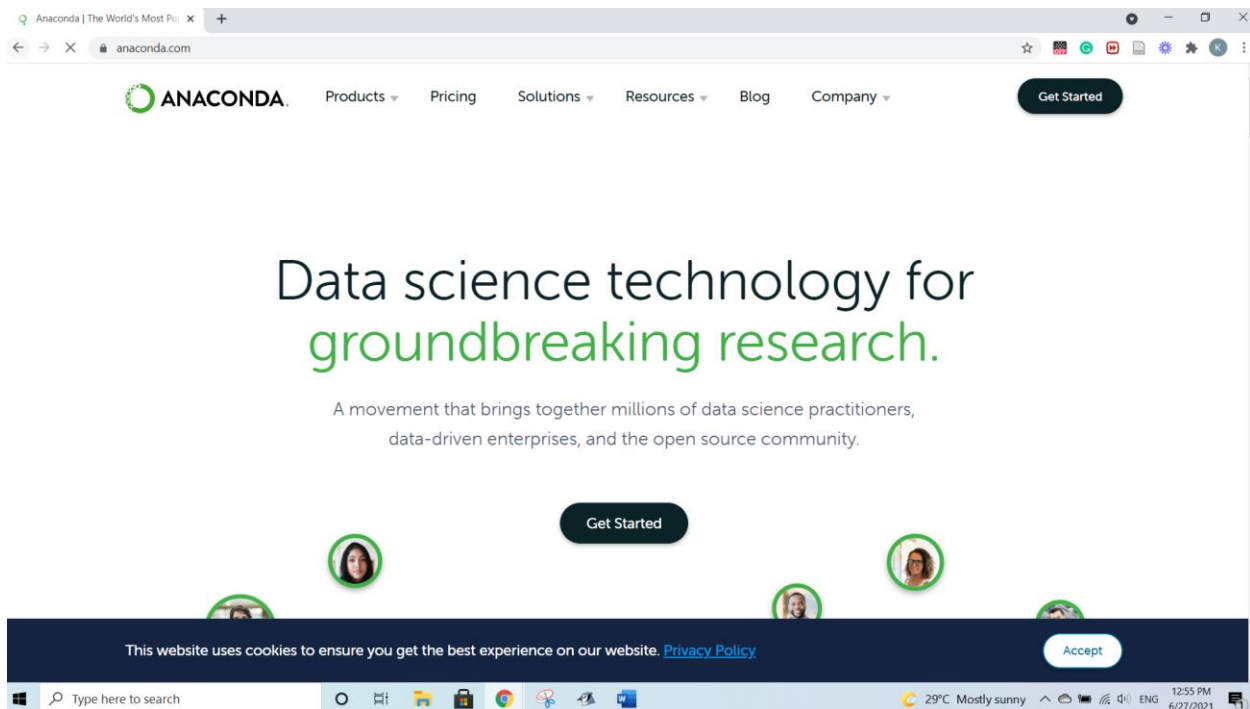 Anaconda | The World's Most Po
anaconda.com
OFF
K
ANACONDA.
Products
Pricing
Solutions
Resources
Blog
Company
Get Started
Data science technology for
groundbreaking research.
A movement that brings together millions of data science practitioners,
data-driven enterprises, and the open source community.
Get Started
This website uses cookies to ensure you get the best experience on our website. Privacy Policy
Accept
Type here to search
29°C Mostly sunny
ENG
12:55 PM
6/27/2021